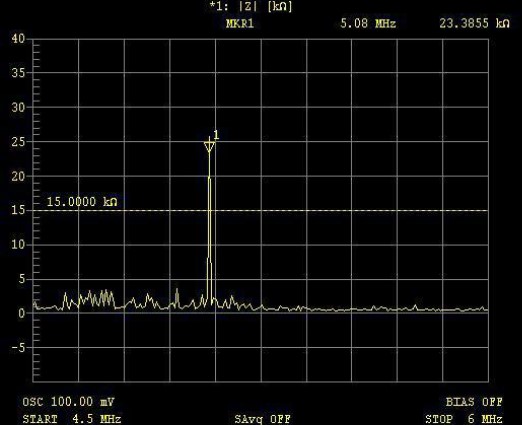 *1: |Z| [kΩ]
MKR1 5.08 MHz 23.3855 kΩ
40
35
30
25
1
20
15.0000 kΩ
15
10
5
0
-5
OSC 100.00 mV BIAS OFF
START 4.5 MHz SAvg OFF STOP 6 MHz